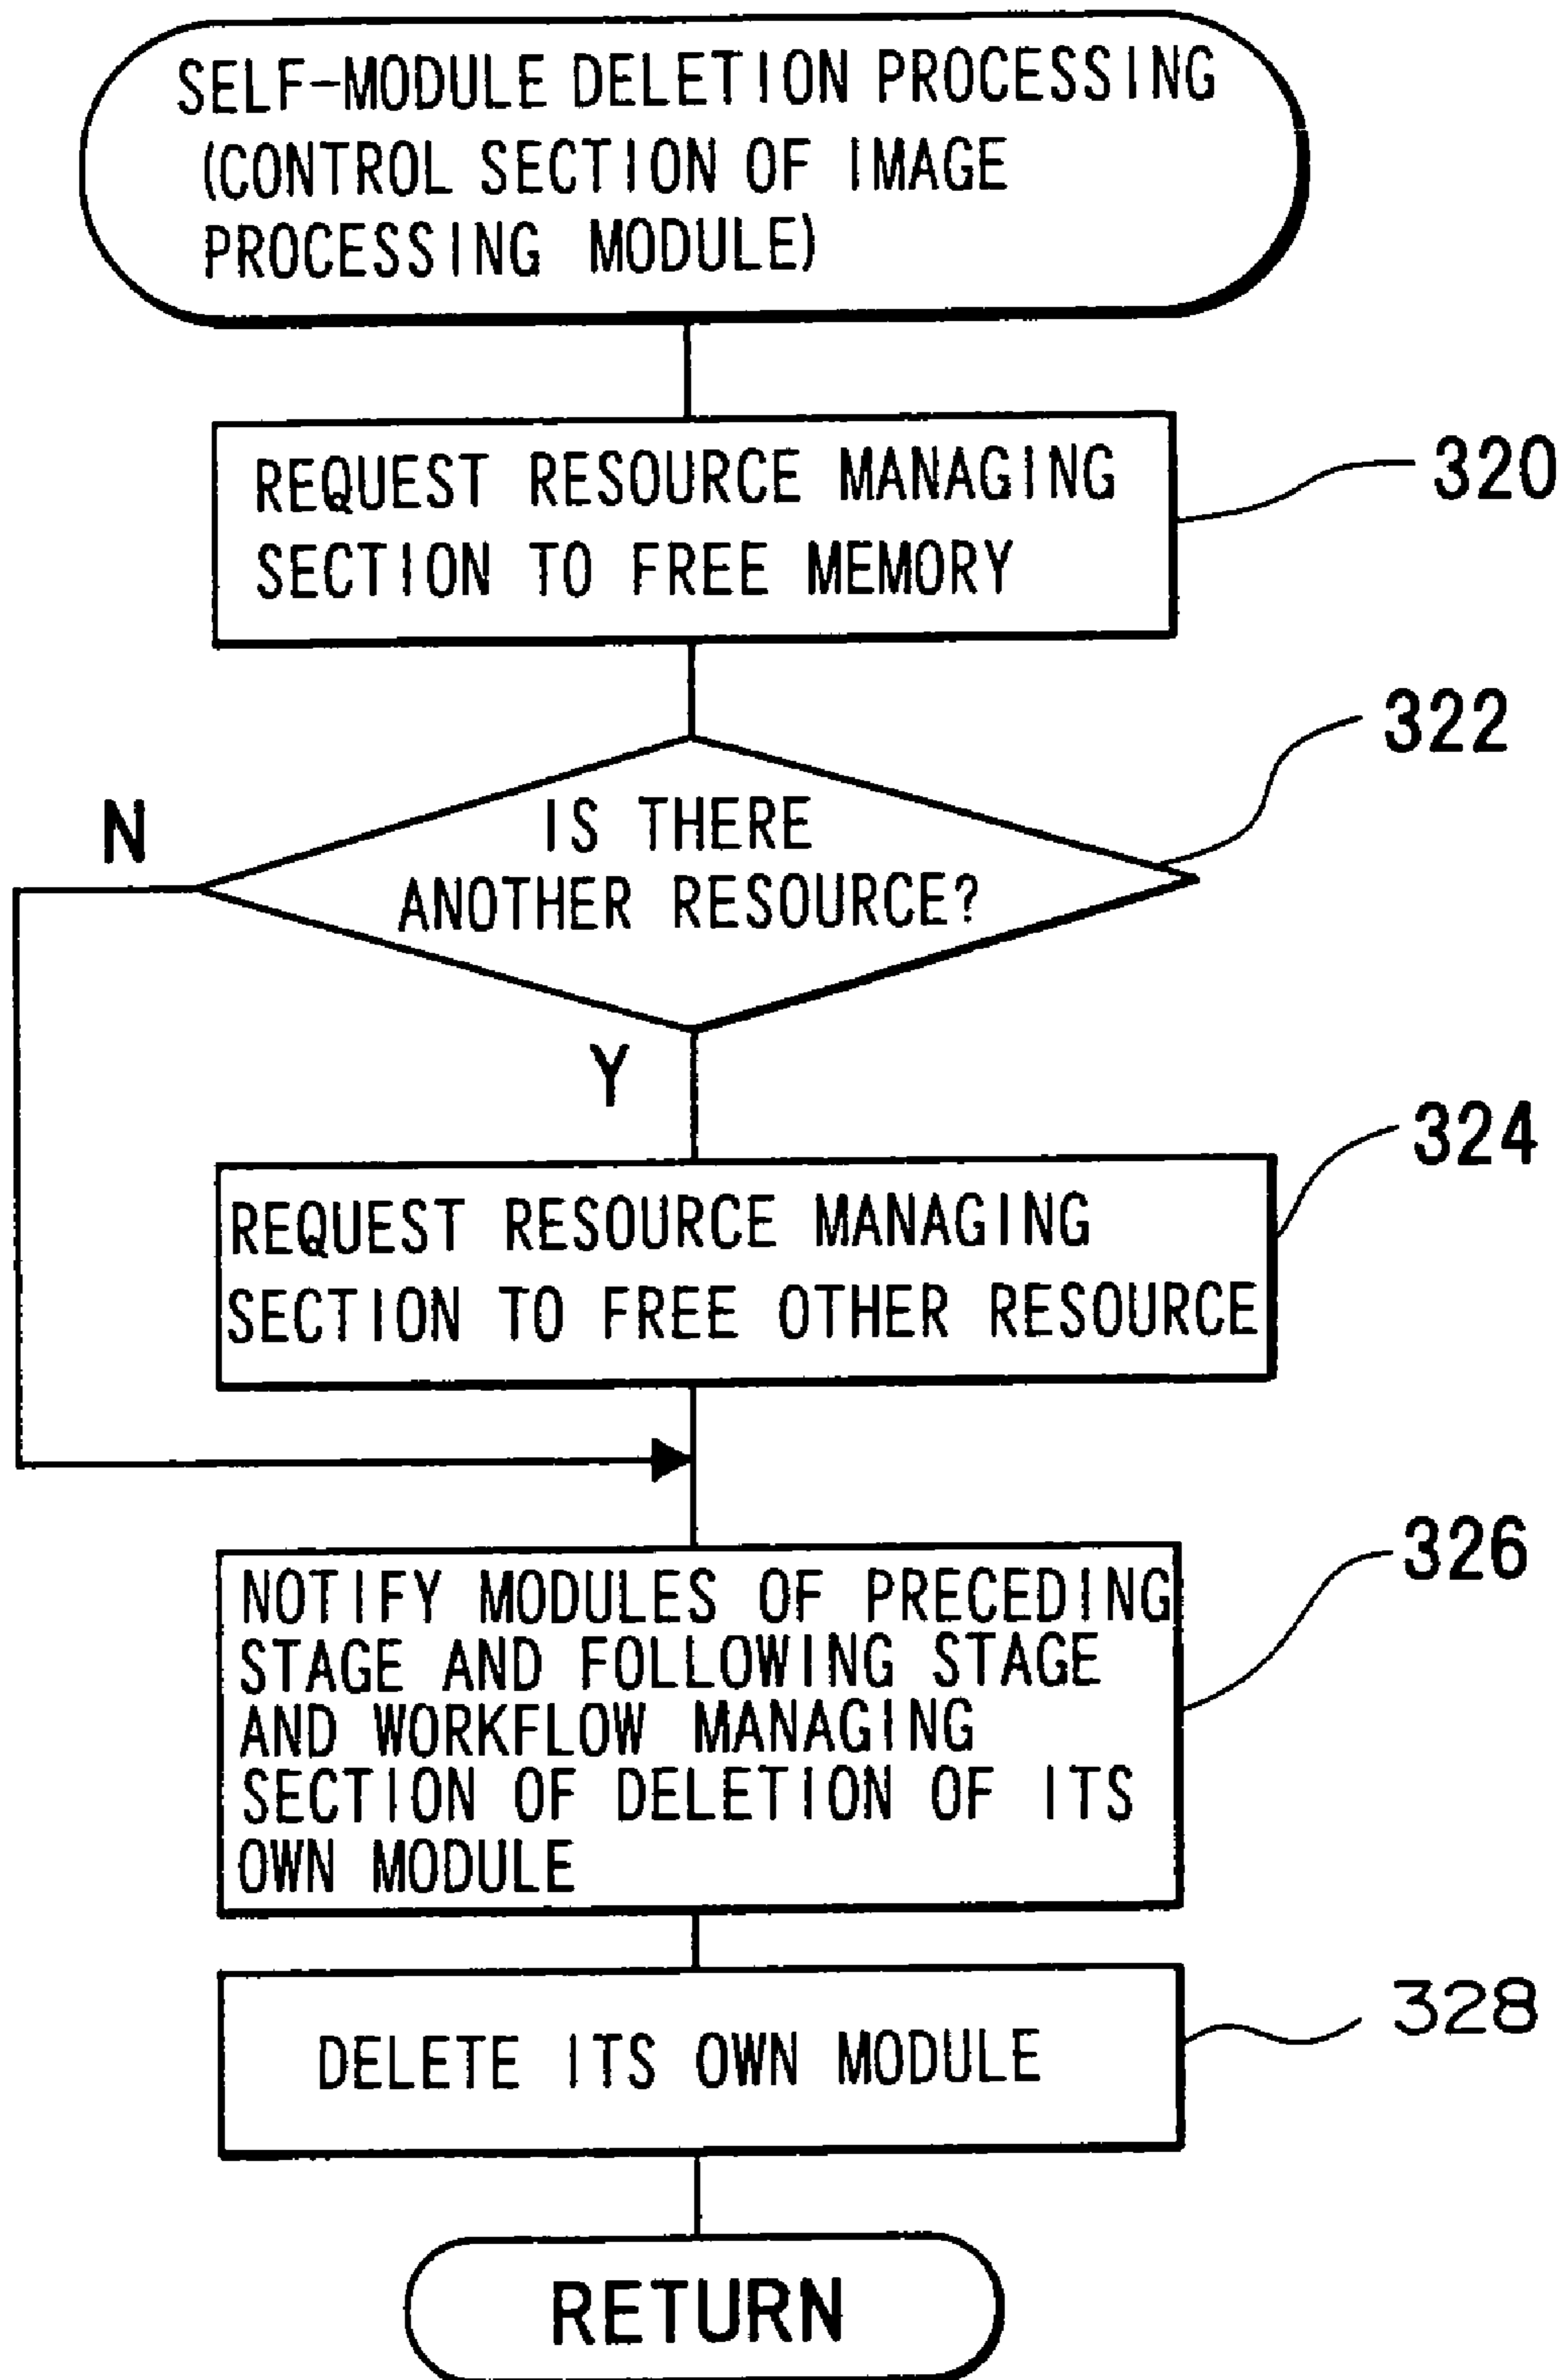 SELF-MODULE DELETION PROCESSING
(CONTROL SECTION OF IMAGE
PROCESSING MODULE)
REQUEST RESOURCE MANAGING
SECTION TO FREE MEMORY
320
IS THERE
ANOTHER RESOURCE?
322
N
Y
REQUEST RESOURCE MANAGING
SECTION TO FREE OTHER RESOURCE
324
NOTIFY MODULES OF PRECEDING
STAGE AND FOLLOWING STAGE
AND WORKFLOW MANAGING
SECTION OF DELETION OF ITS
OWN MODULE
326
DELETE ITS OWN MODULE
328
RETURN